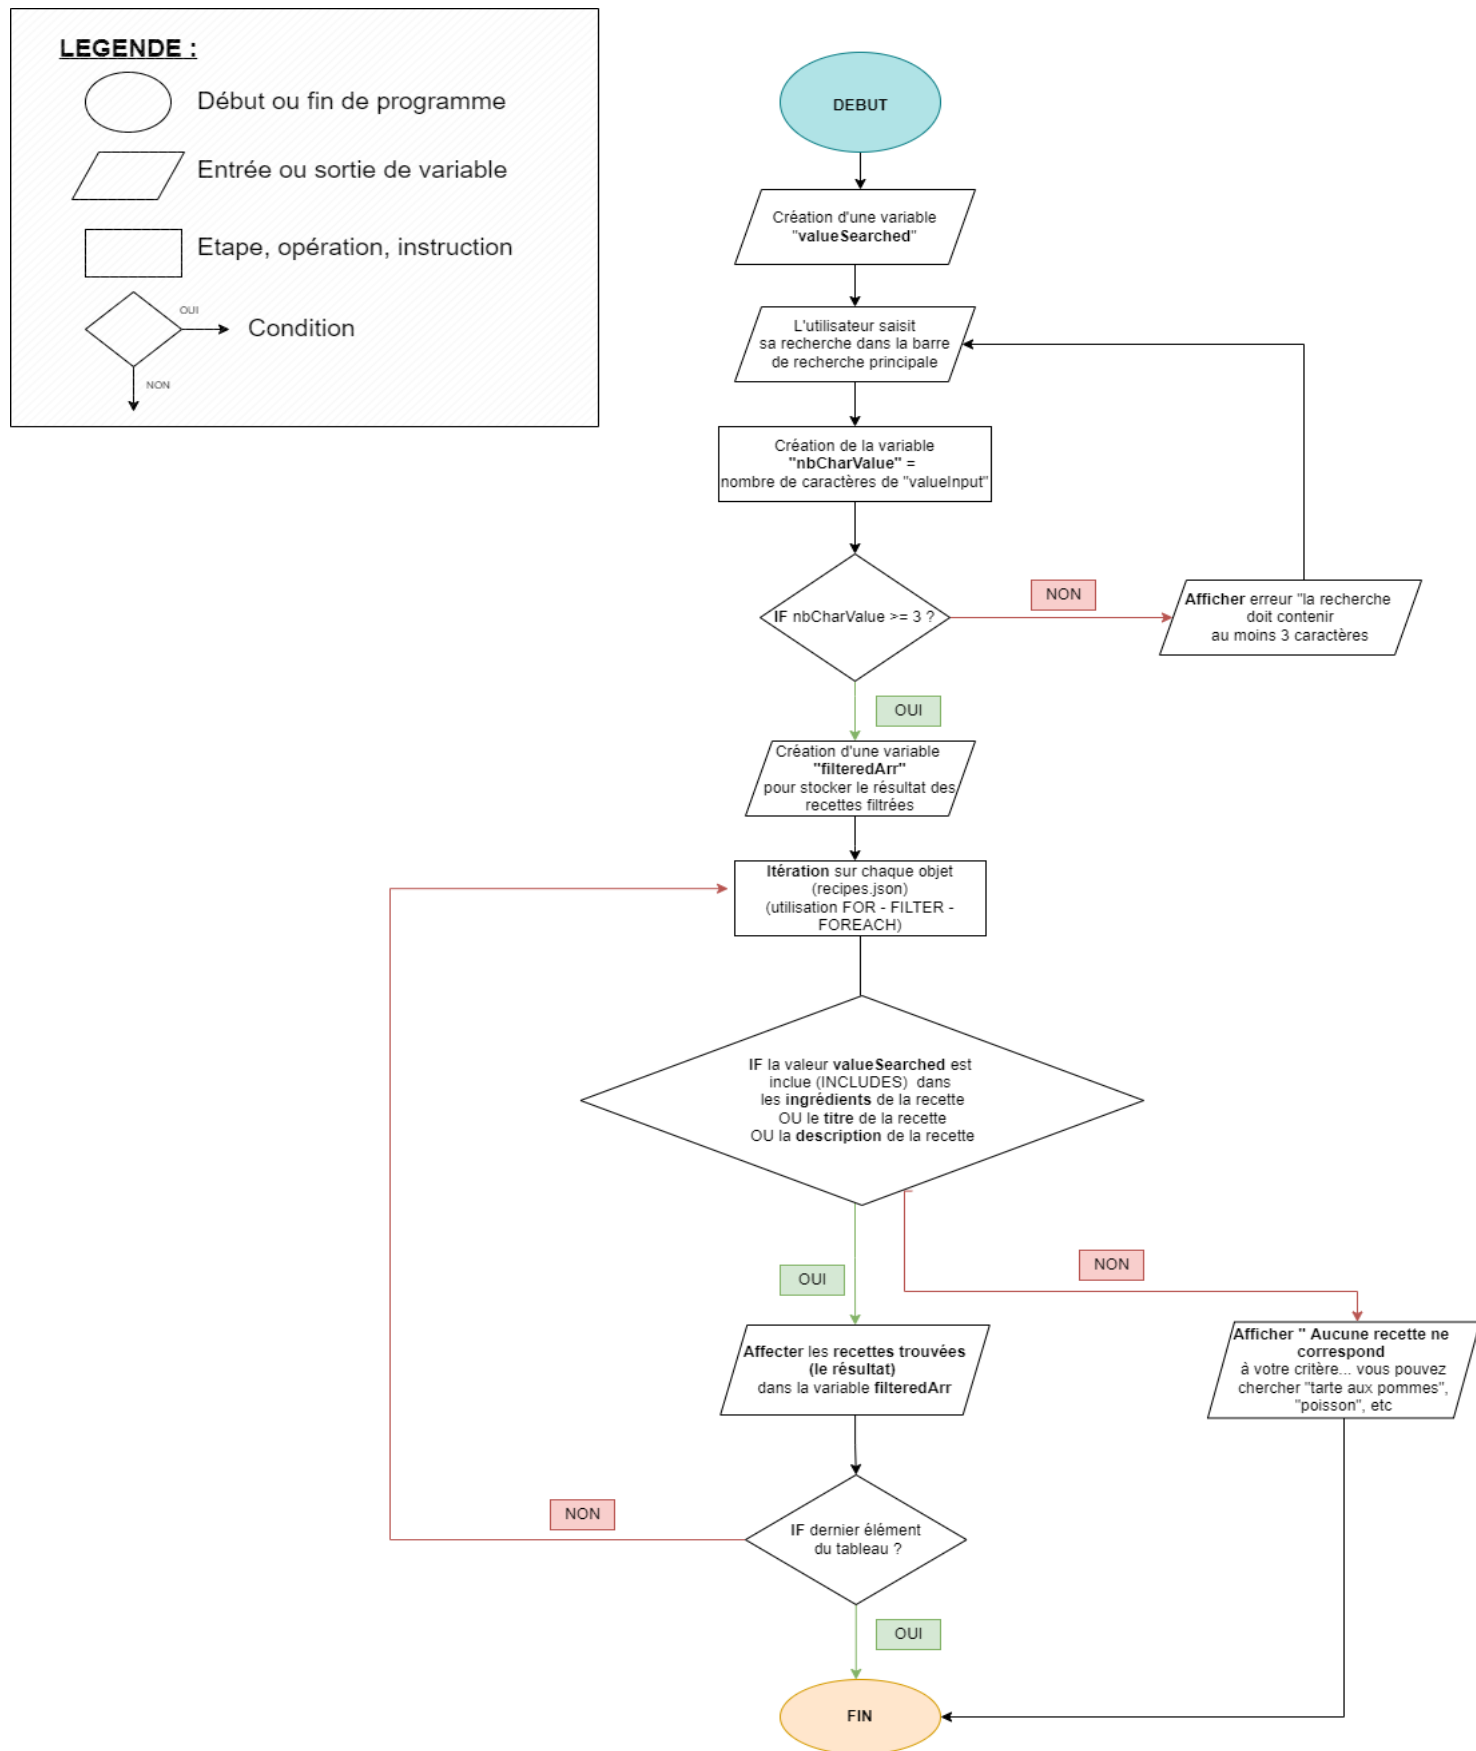 LEGENDE :
Début ou fin de programme
Entrée ou sortie de variable
Etape, opération, instruction
OUI
Condition
NON
DEBUT
Création d'une variable
"valueSearched"
L'utilisateur saisit
sa recherche dans la barre
de recherche principale
Création de la variable
"nbCharValue" =
nombre de caractères de "valueInput"
IF nbCharValue >= 3 ?
NON
Afficher erreur "la recherche
doit contenir
au moins 3 caractères
OUI
Création d'une variable
"filteredArr"
pour stocker le résultat des
recettes filtrées
Itération sur chaque objet
(recipes.json)
(utilisation FOR - FILTER -
FOREACH)
IF la valeur valueSearched est
inclue (INCLUDES) dans
les ingrédients de la recette
OU le titre de la recette
OU la description de la recette
OUI
NON
Affecter les recettes trouvées
(le résultat)
dans la variable filteredArr
Afficher " Aucune recette ne
correspond
à votre critère... vous pouvez
chercher "tarte aux pommes",
"poisson", etc
NON
IF dernier élément
du tableau ?
OUI
FIN